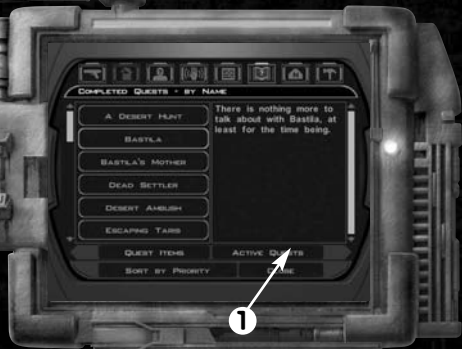 Completed Quests - by Name
There is nothing more to
talk about with Bastila, at
least for the time being.
A Desert Hunt
Bastila
Bastila's Mother
Dead Settler
Desert Ambush
Escaping Taris
Quest Items
Active Quests
Sort by Priority
Close
1